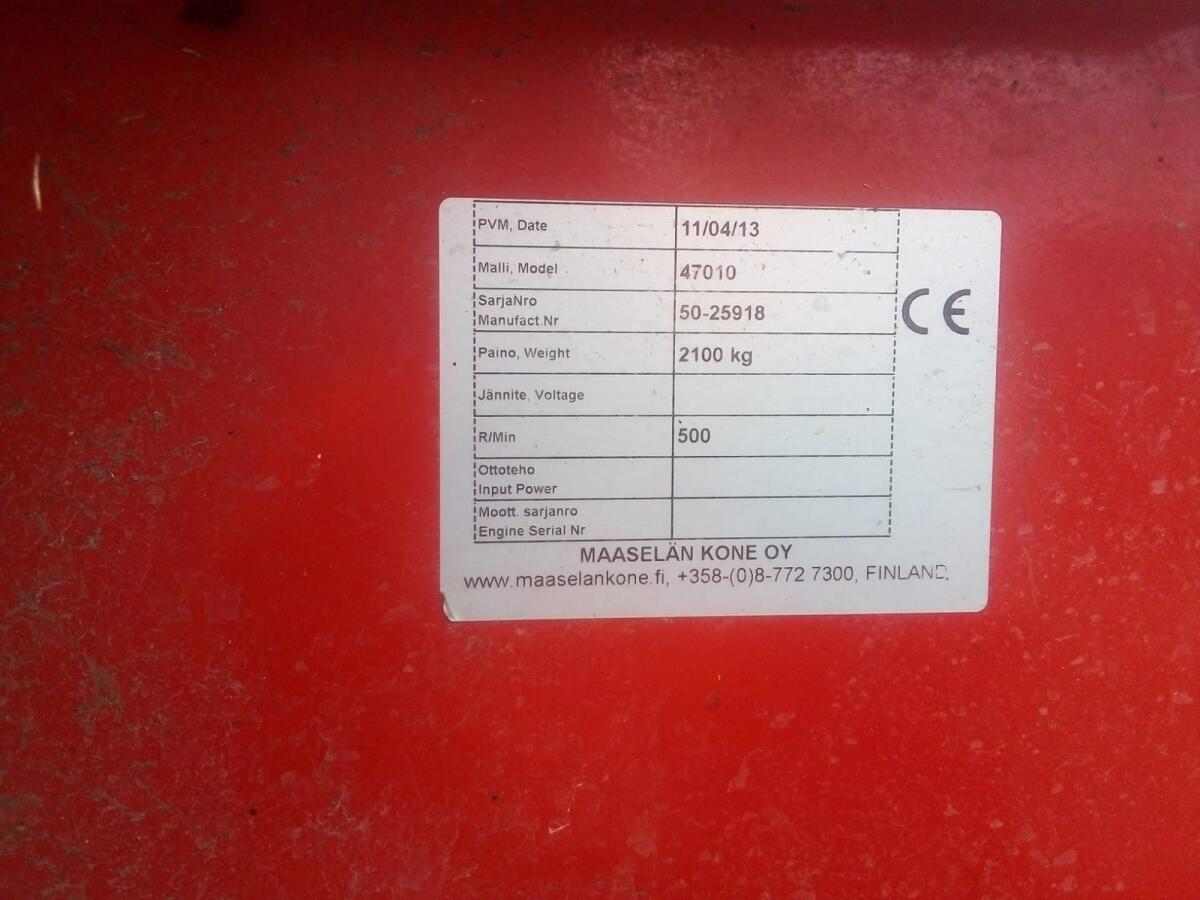 PVM, Date 11/04/13
Malli, Model 47010
SarjaNro
Manufact.Nr 50-25918
Paino, Weight 2100 kg
Jännite, Voltage
R/Min 500
Ottoteho
Input Power
Moott. sarjanro
Engine Serial Nr
CE
MAASELÄN KONE OY
www.maaselankone.fi, +358-(0)8-772 7300, FINLAND.